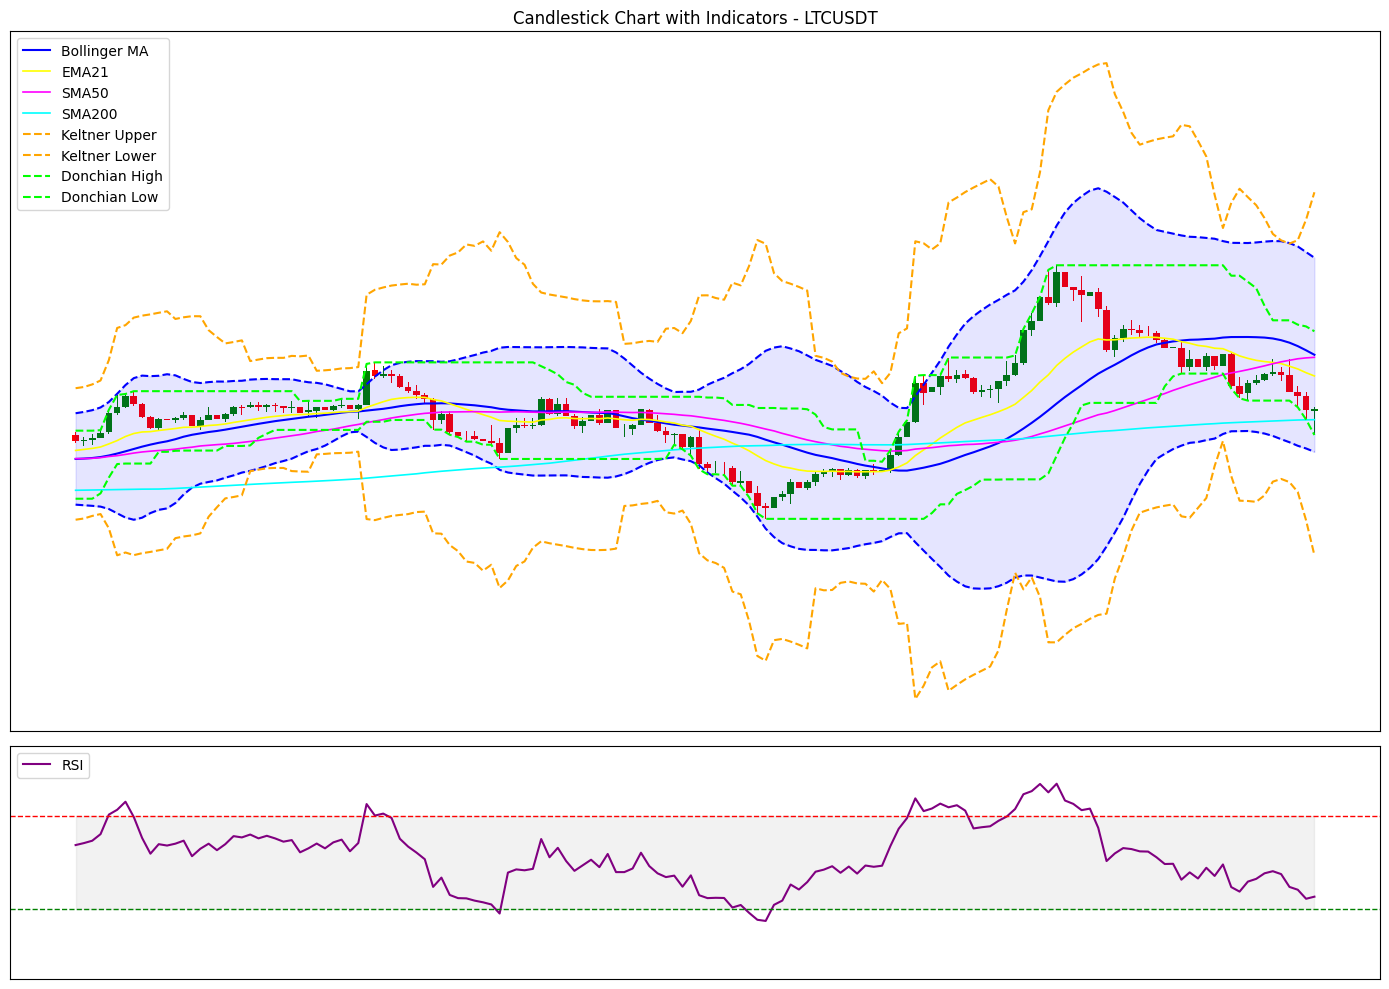 Candlestick Chart with Indicators - LTCUSDT
Bollinger MA
EMA21
SMA50
SMA200
Keltner Upper
Keltner Lower
Donchian High
Donchian Low
RSI